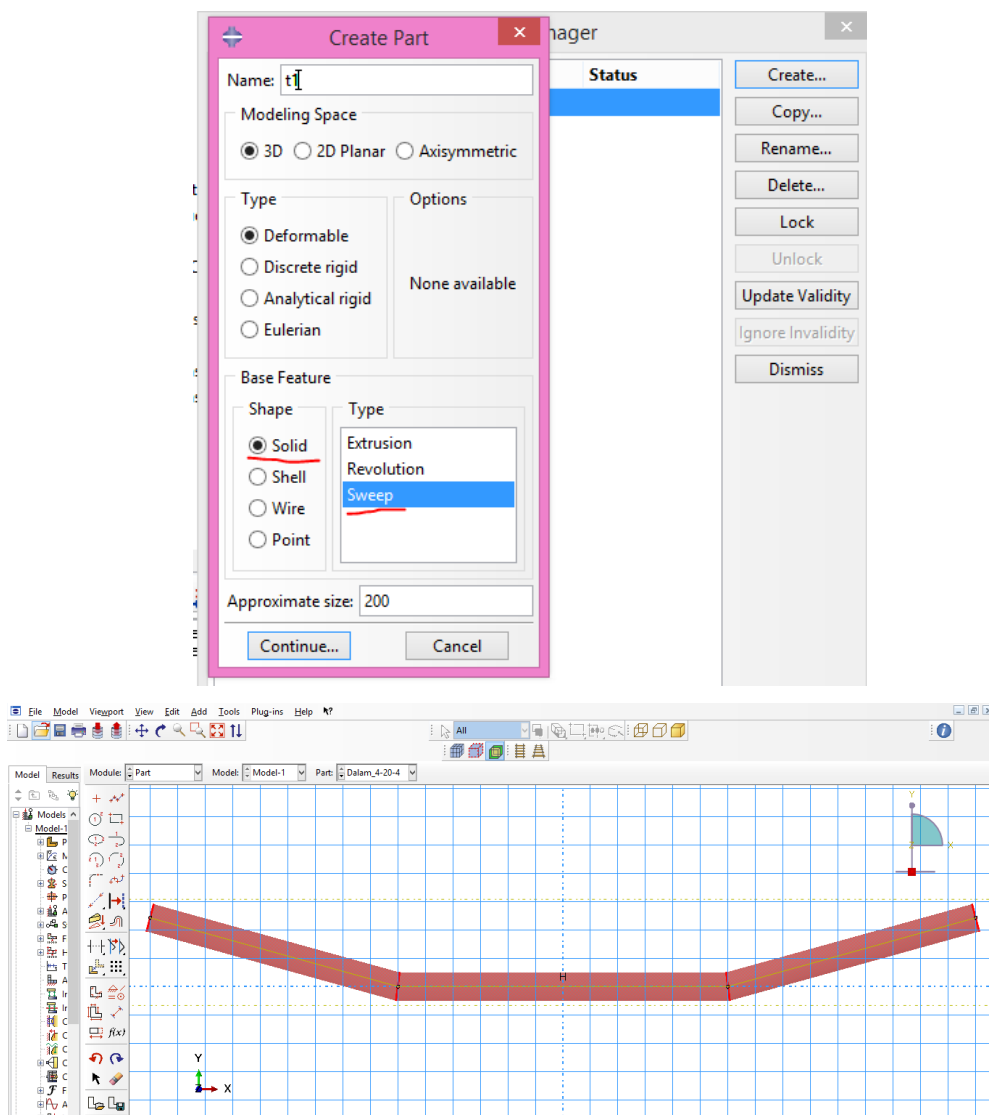 Create Part
nager
Name: t1
Status
Create...
Copy...
Rename...
Delete...
Lock
Unlock
Update Validity
Ignore Invalidity
Dismiss
Modeling Space
3D 2D Planar Axisymmetric
Type
Options
Deformable
Discrete rigid
Analytical rigid
Eulerian
None available
Base Feature
Shape
Type
Solid
Shell
Wire
Point
Extrusion
Revolution
Sweep
Approximate size: 200
Continue... Cancel
File Model Viewport View Edit Add Tools Plug-ins Help
All
Model Results Module: Part Model: Model-1 Part: Dalam_4-20-4
Models
Model-1
P
M
C
S
P
A
S
F
H
T
A
Ir
Ir
C
C
C
C
C
F
A
f(x)
Y
X
H
Y
X